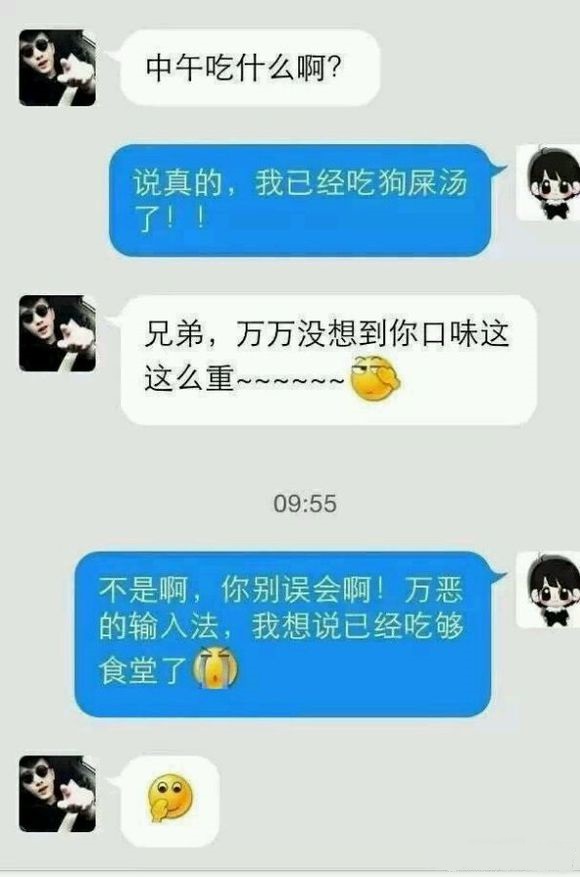 中午吃什么啊?
说真的，我已经吃狗屎汤
了！！
兄弟，万万没想到你口味这
这么重~~~~~~
09:55
不是啊，你别误会啊！万恶
的输入法，我想说已经吃够
食堂了